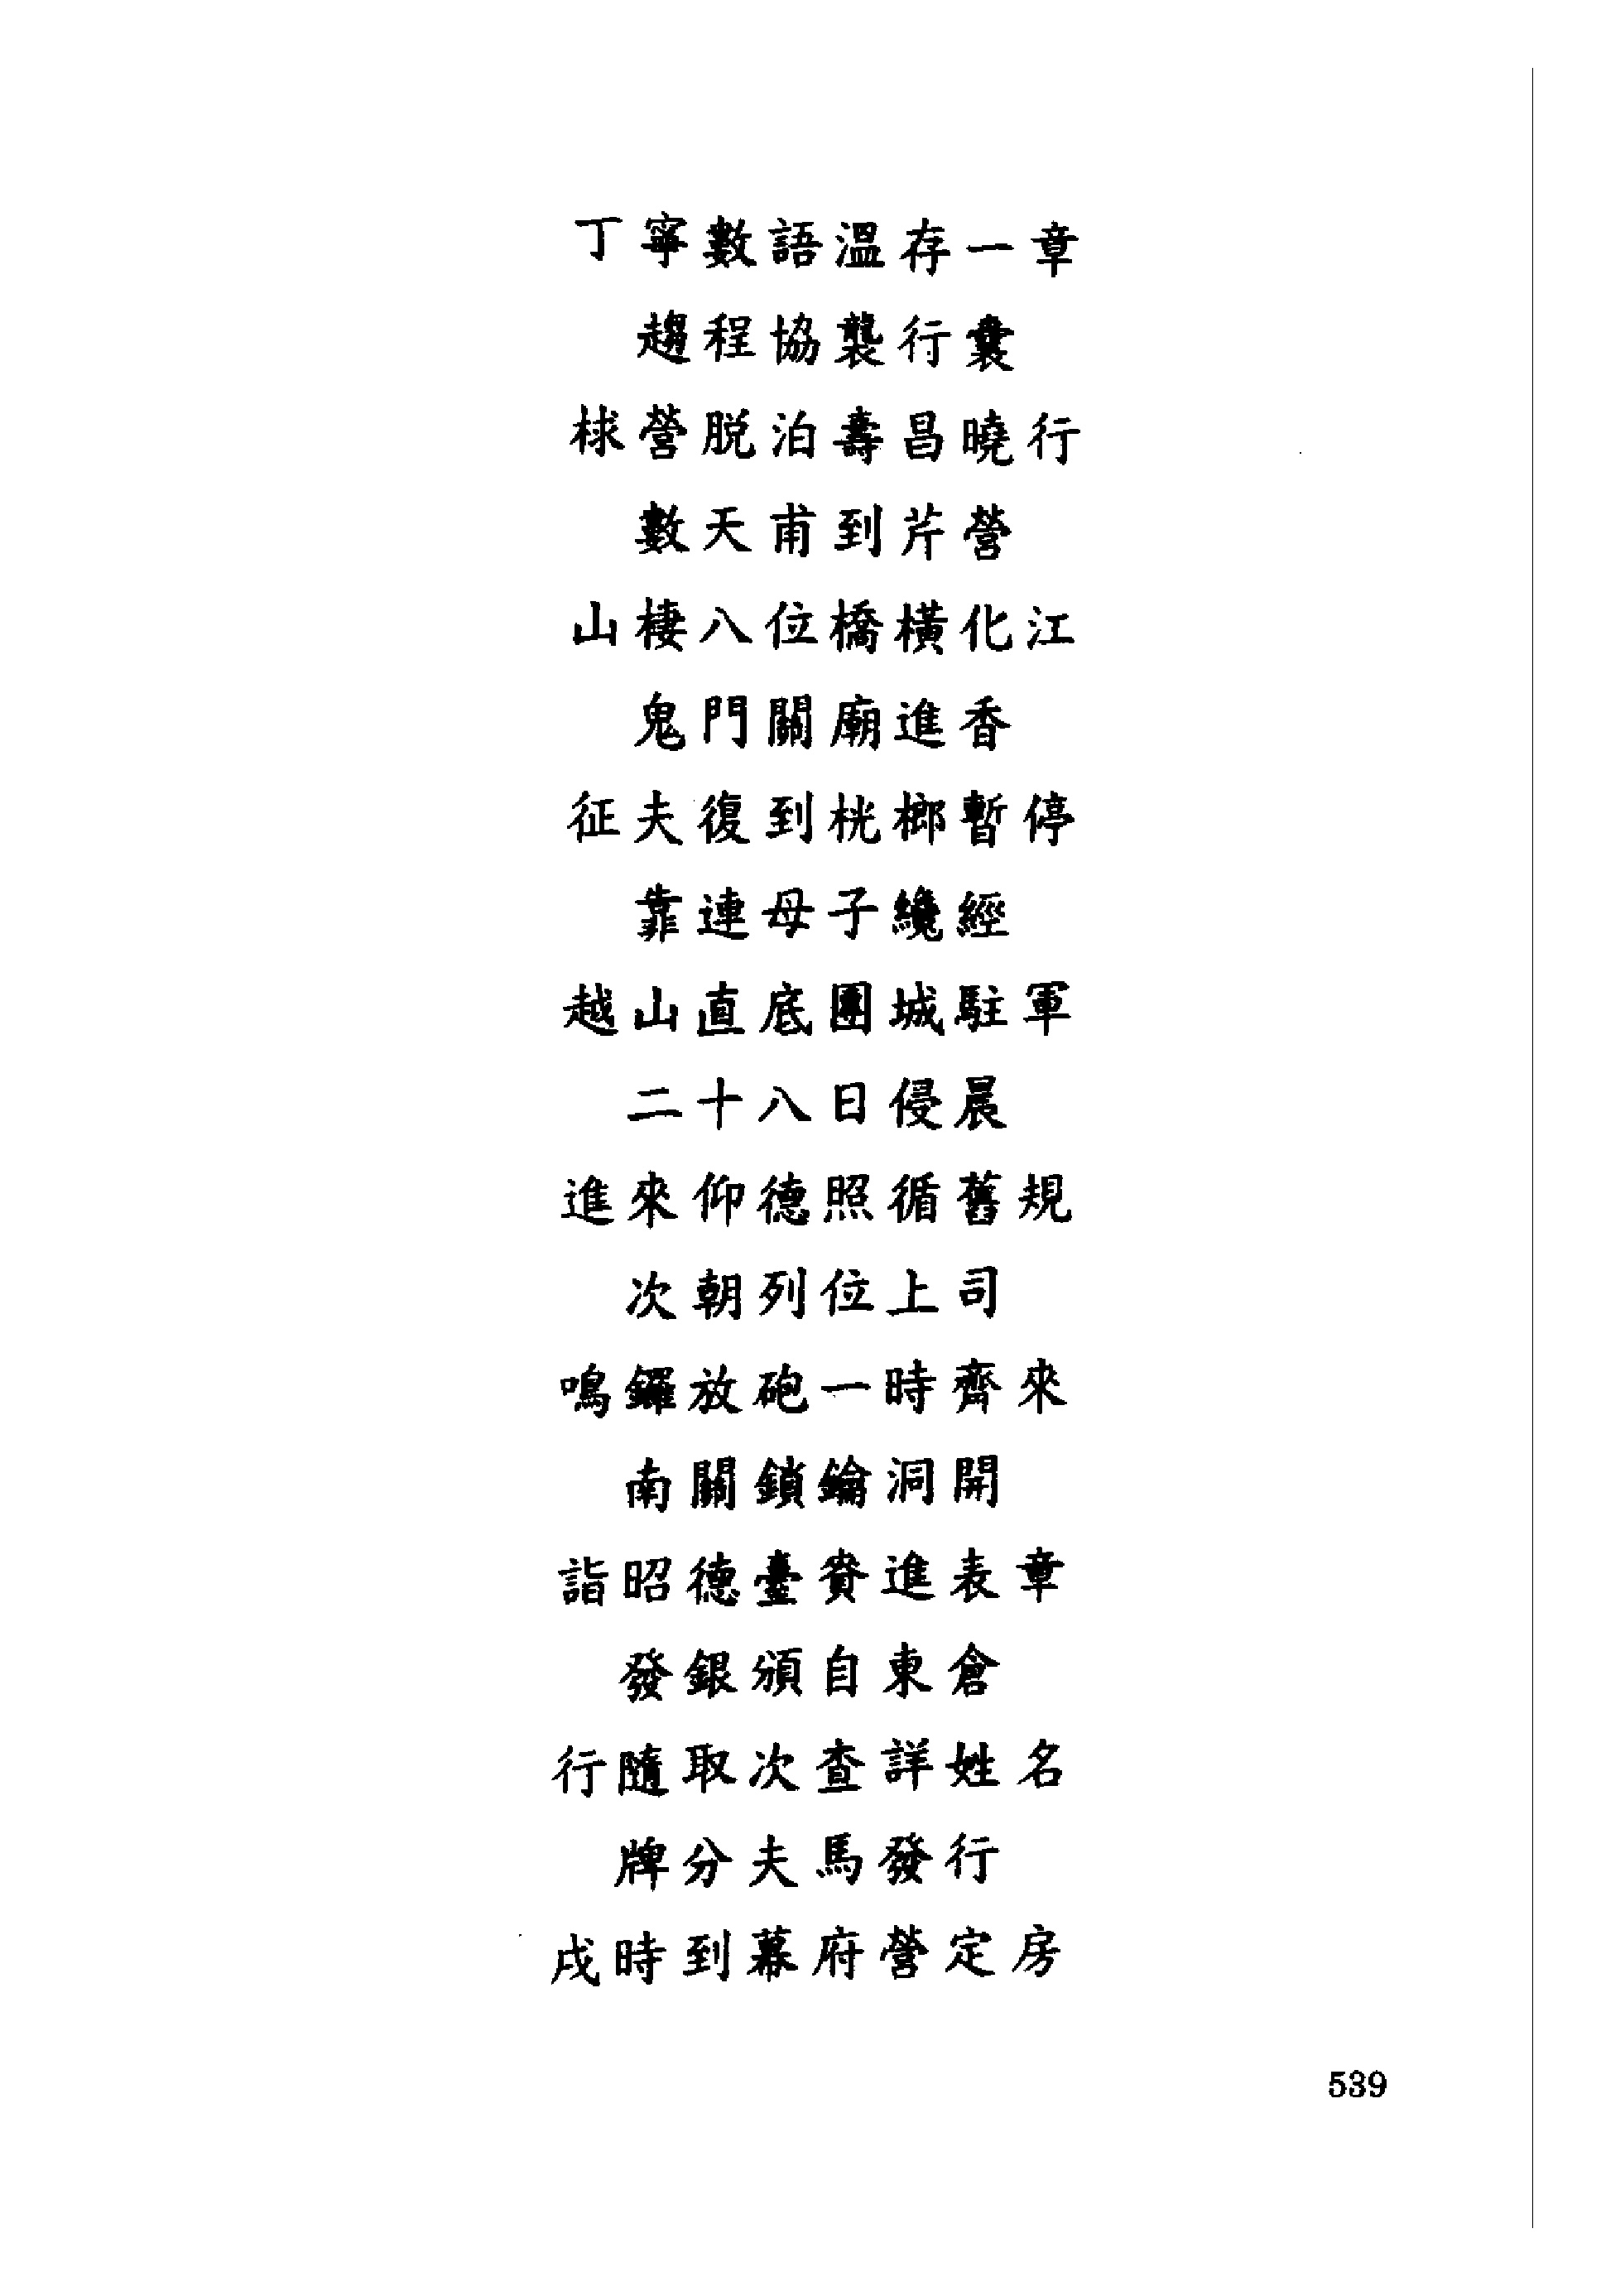 丁寧數語溫存一章
趨程協襲行囊
梂營脱泊壽昌曉行
數天甫到芹營
山棲八位橋橫化江
鬼門關廟進香
征夫復到桄榔暫停
靠連母子纔經
越山直底團城駐軍
二十八日侵晨
進來仰德照循舊規
次朝列位上司
鳴鑼放砲一時齊來
南關鎖鑰洞開
詣昭德臺賫進表章
發銀頒自東倉
行隨取次查詳姓名
牌分夫馬發行
戌時到幕府營定房
539